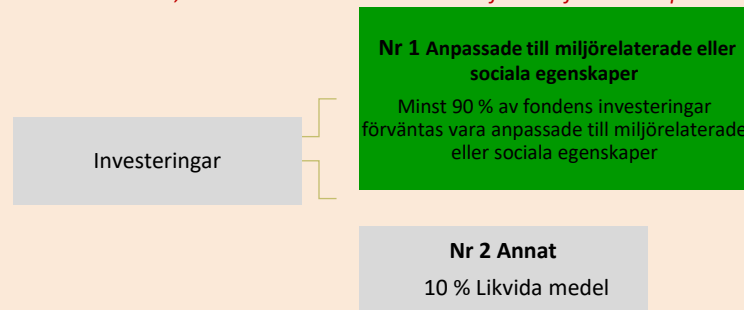 Nr 1 Anpassade till miljörelaterade eller
sociala egenskaper
Minst 90 % av fondens investeringar
förväntas vara anpassade till miljörelaterade
eller sociala egenskaper
Investeringar
Nr 2 Annat
10 % Likvida medel